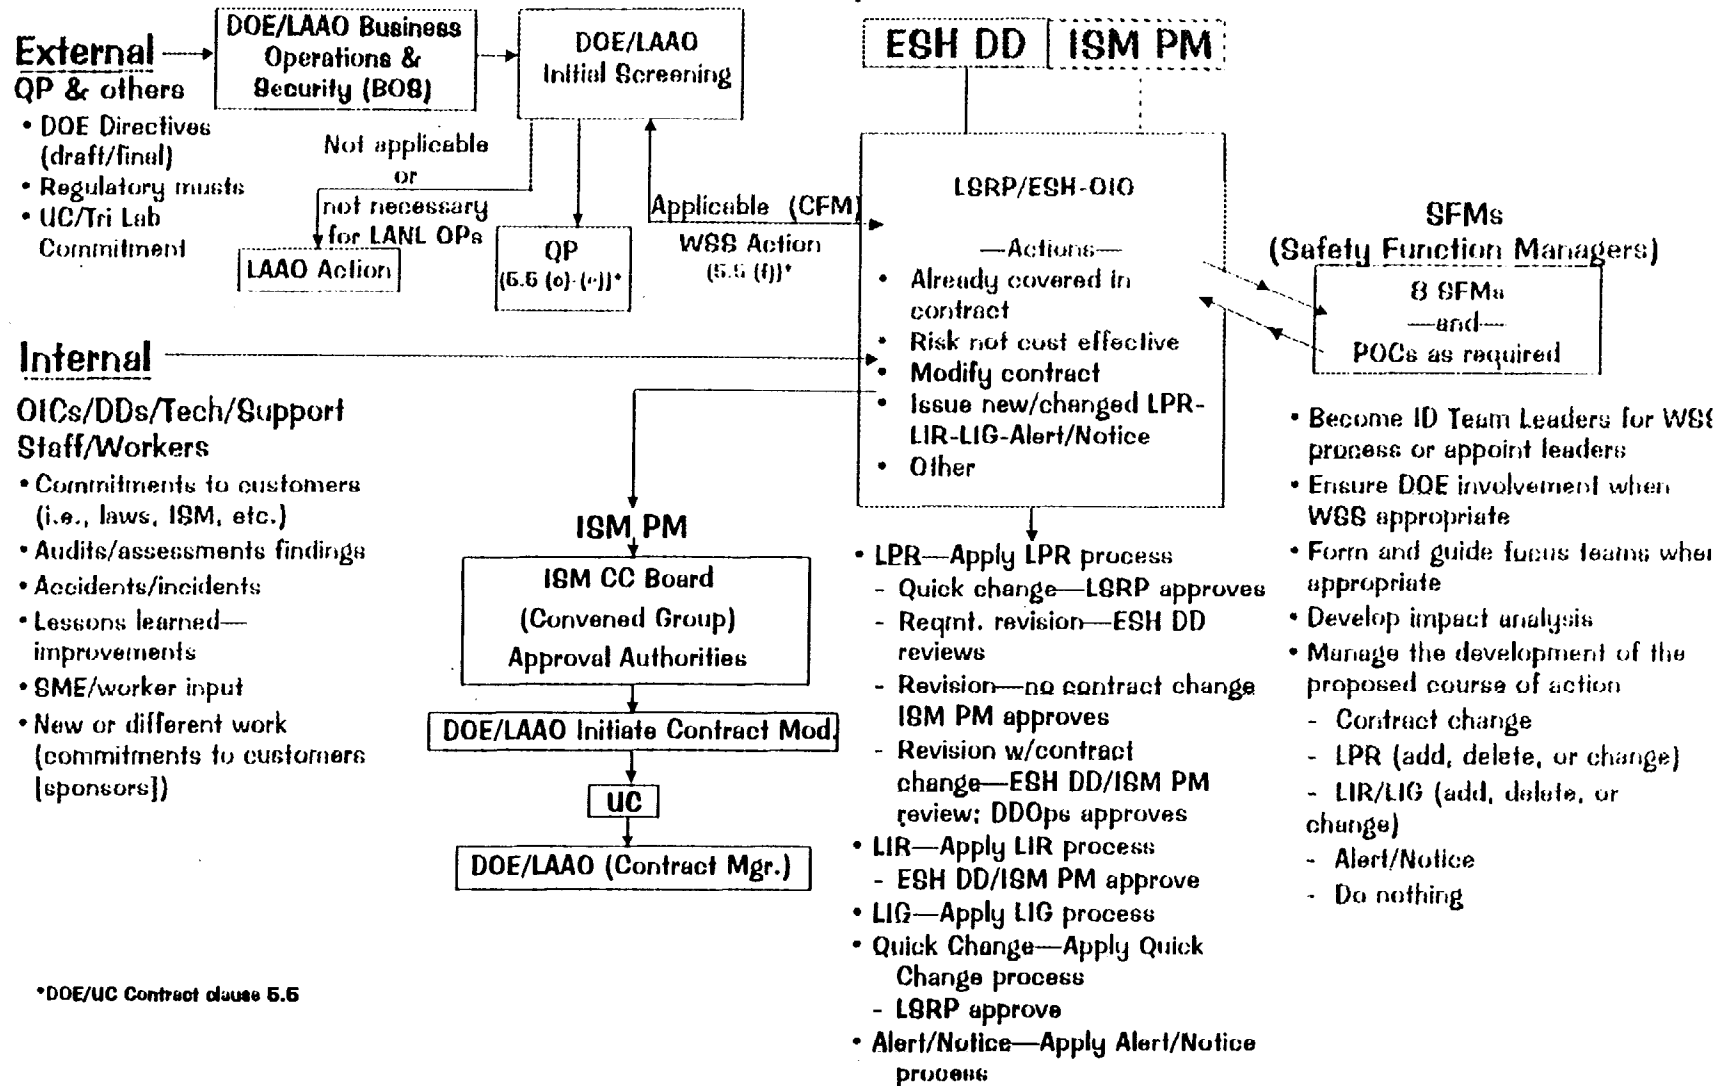 External
QP & others
• DOE Directives
(draft/final)
• Regulatory musts
• UC/Tri Lab
Commitment
DOE/LAAO Business
Operations &
Security (BOS)
DOE/LAAO
Initial Screening
Not applicable
or
not necessary
for LANL OPs
LAAO Action
QP
Applicable (CFM)
WSS Action
(5.5 (f))*
ESH DD
ISM PM
LSRP/ESH-OIO
—Actions—
• Already covered in
contract
• Risk not cost effective
• Modify contract
• Issue new/changed LPR-
LIR-LIG-Alert/Notice
• Other
SFMs
(Safety Function Managers)
8 SFMs
—and—
POCs as required
• Become ID Team Leaders for
process or appoint leaders
• Ensure DOE involvement when
WSS appropriate
• Form and guide focus teams
appropriate
• Develop impact analysis
• Manage the development of the
proposed course of action
- Contract change
- LPR (add, delete, or change)
- LIR/LIG (add, delete, or
change)
- Alert/Notice
- Do nothing
Internal
OICs/DDs/Tech/Support
Staff/Workers
• Commitments to customers
(i.e., laws, ISM, etc.)
• Audits/assessments findings
• Accidents/incidents
• Lessons learned—
improvements
• SME/worker input
• New or different work
(commitments to customers
[sponsors])
ISM PM
ISM CC Board
(Convened Group)
Approval Authorities
DOE/LAAO Initiate Contract Mod.
UC
DOE/LAAO (Contract Mgr.)
• LPR—Apply LPR process
- Quick change—LSRP approves
- Reqmt. revision—ESH DD
reviews
- Revision—no contract change
ISM PM approves
- Revision w/contract
change—ESH DD/ISM PM
review; DDOps approves
• LIR—Apply LIR process
- ESH DD/ISM PM approve
• LIG—Apply LIG process
• Quick Change—Apply Quick
Change process
- LSRP approve
• Alert/Notice—Apply Alert/Notice
process
*DOE/UC Contract clause 5.5